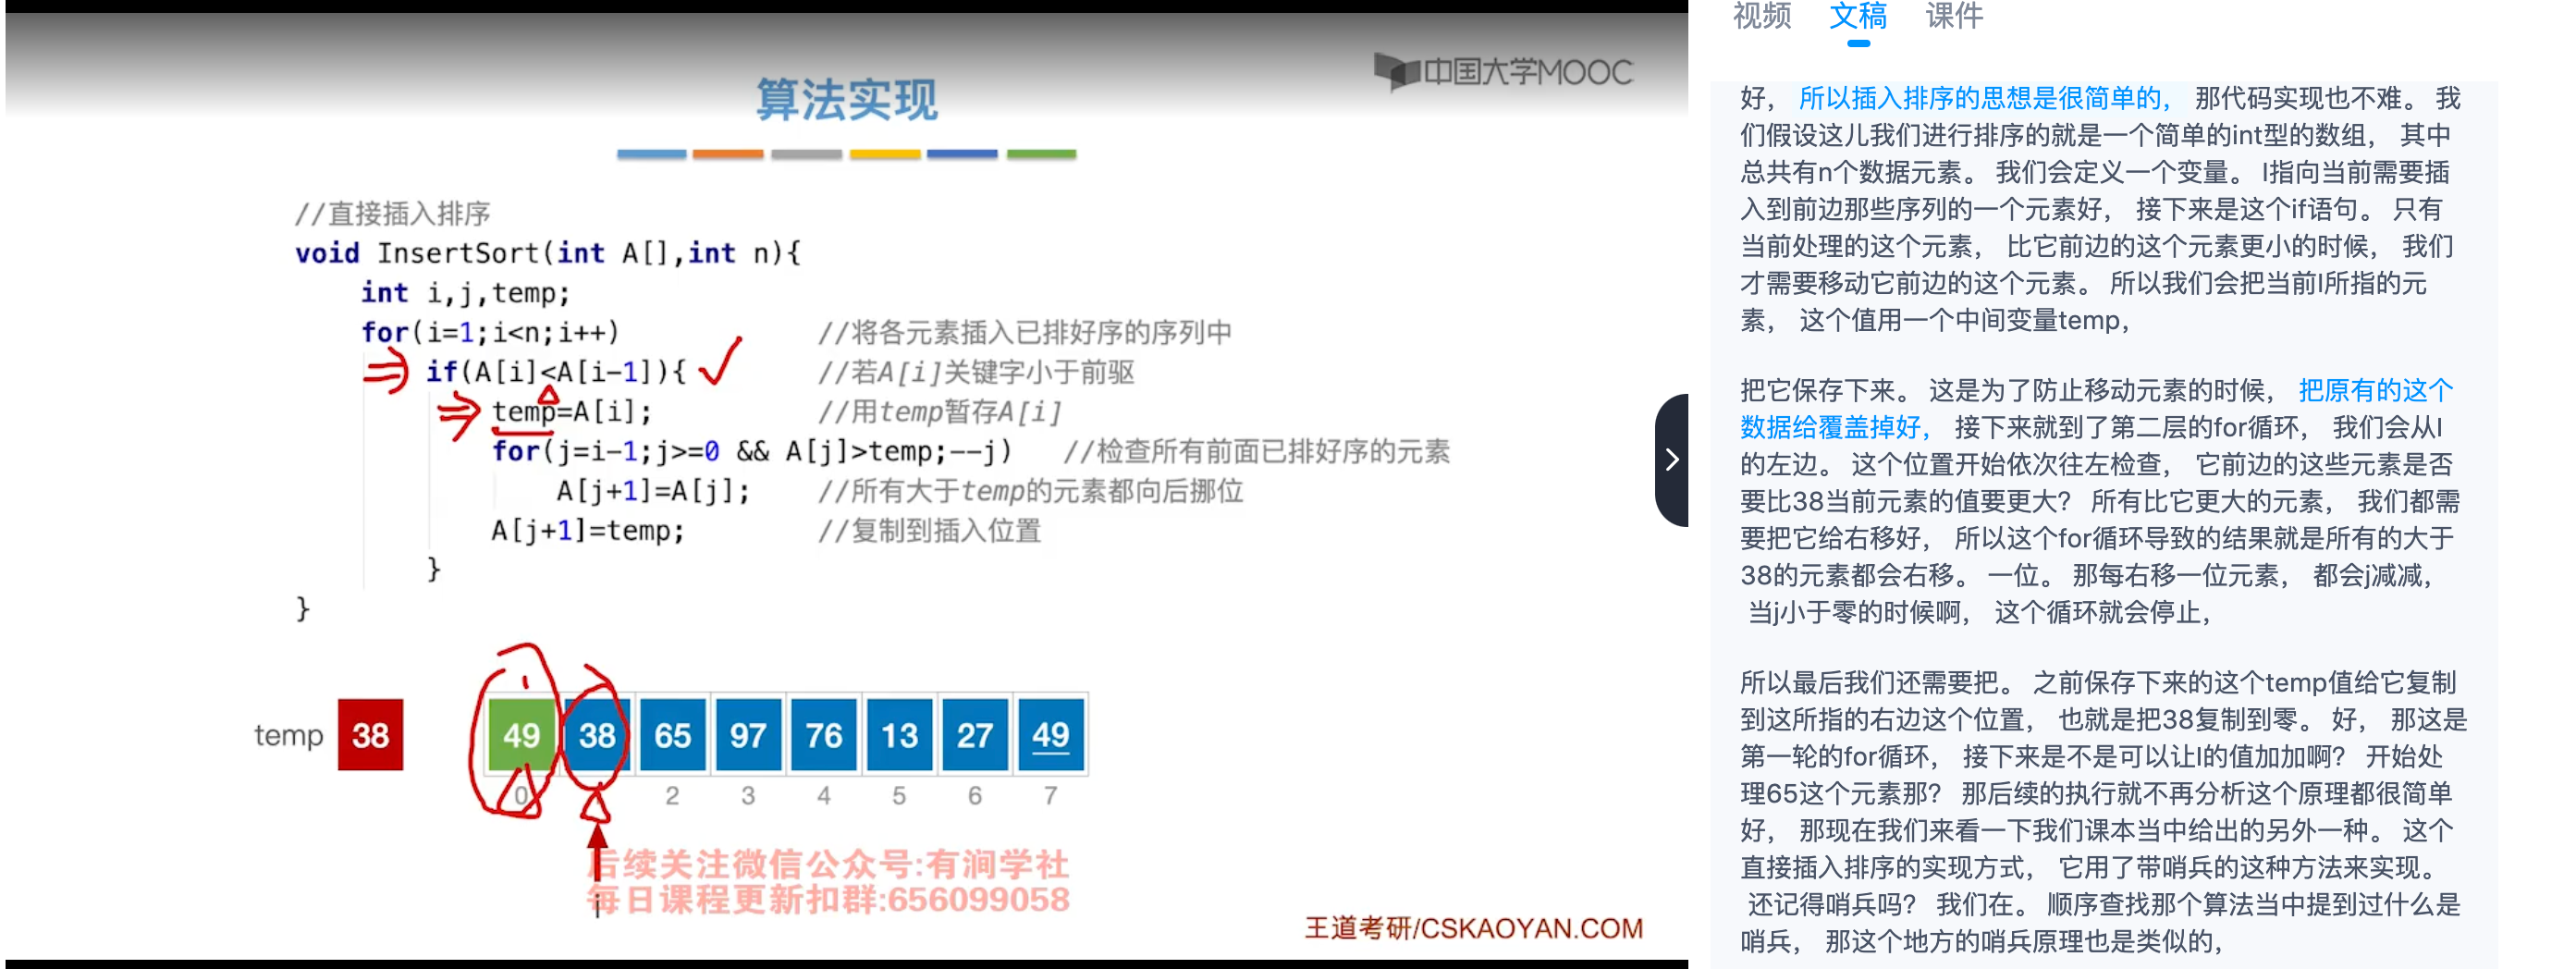 中国大学MOOC
算法实现
//直接插入排序
void InsertSort(int A[],int n){
int i,j,temp;
for(i=1;i<n;i++) //将各元素插入已排好序的序列中
if(A[i]<A[i-1]){ //若A[i]关键字小于前驱
temp=A[i]; //用temp暂存A[i]
for(j=i-1;j>=0 && A[j]>temp;--j) //检查所有前面已排好序的元素
A[j+1]=A[j]; //所有大于temp的元素都向后挪位
A[j+1]=temp; //复制到插入位置
}
}
temp 38 49 38 65 97 76 13 27 49
0 2 3 4 5 6 7
后续关注微信公众号:有涧学社
每日课程更新扣群:656099058
i
王道考研/CSKAOYAN.COM
视频 文稿 课件
好， 所以插入排序的思想是很简单的， 那代码实现也不难。 我
们假设这儿我们进行排序的就是一个简单的int型的数组， 其中
总共有n个数据元素。 我们会定义一个变量。 I指向当前需要插
入到前边那些序列的一个元素好， 接下来是这个if语句。 只有
当前处理的这个元素， 比它前边的这个元素更小的时候， 我们
才需要移动它前边的这个元素。 所以我们会把当前I所指的元
素， 这个值用一个中间变量temp，
把它保存下来。 这是为了防止移动元素的时候， 把原有的这个
数据给覆盖掉好， 接下来就到了第二层的for循环， 我们会从I
的左边。 这个位置开始依次往左检查， 它前边的这些元素是否
要比38当前元素的值要更大？ 所有比它更大的元素， 我们都需
要把它给右移好， 所以这个for循环导致的结果就是所有的大于
38的元素都会右移。 一位。 那每右移一位元素， 都会j减减，
当j小于零的时候啊， 这个循环就会停止，
所以最后我们还需要把。 之前保存下来的这个temp值给它复制
到这所指的右边这个位置， 也就是把38复制到零。 好， 那这是
第一轮的for循环， 接下来是不是可以让I的值加加啊？ 开始处
理65这个元素那？ 那后续的执行就不再分析这个原理都很简单
好， 那现在我们来看一下我们课本当中给出的另外一种。 这个
直接插入排序的实现方式， 它用了带哨兵的这种方法来实现。
还记得哨兵吗？ 我们在。 顺序查找那个算法当中提到过什么是
哨兵， 那这个地方的哨兵原理也是类似的，